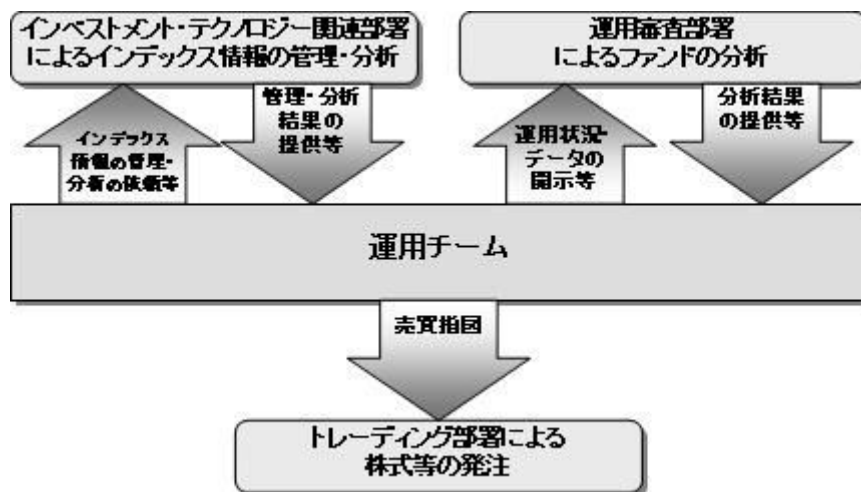 インベストメント・テクノロジー関連部署
によるインデックス情報の管理・分析
運用審査部署
によるファンドの分析
インデックス
情報の管理・
分析の依頼等
管理・分析
結果の
提供等
運用状況・
データの
開示等
分析結果
の提供等
運用チーム
売買指図
トレーディング部署による
株式等の発注